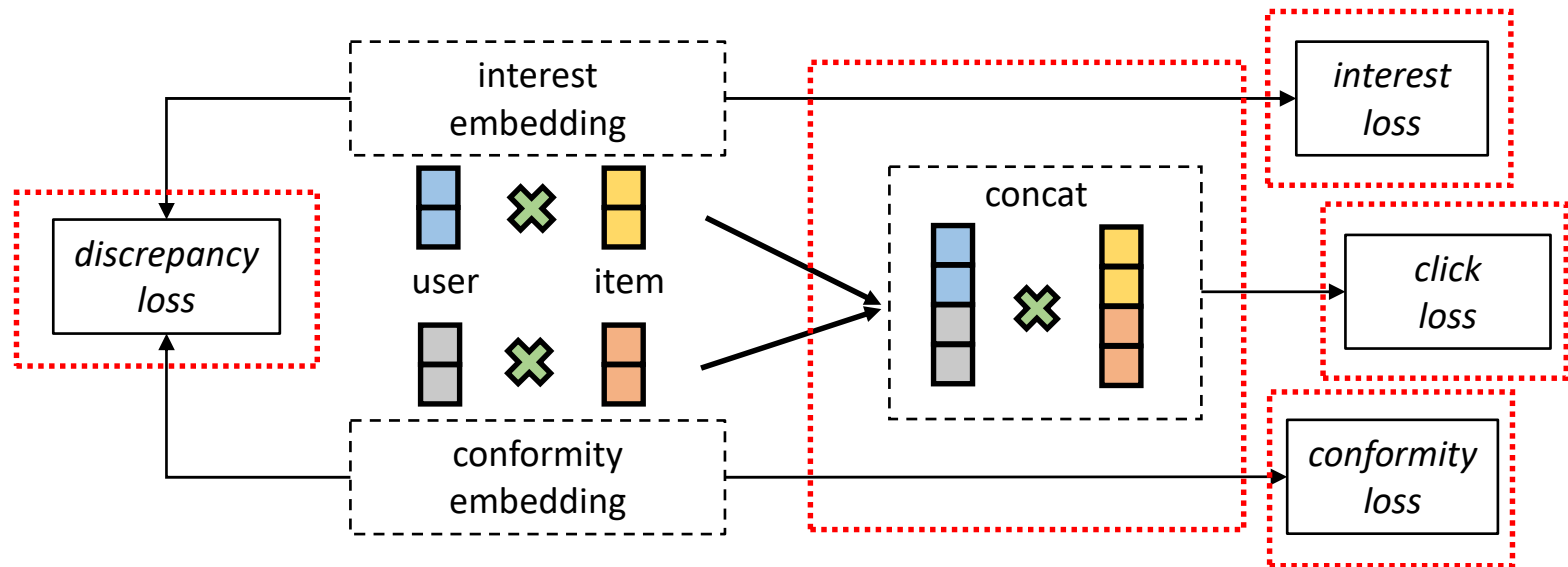 interest
embedding
interest
loss
discrepancy
loss
user
item
concat
click
loss
conformity
embedding
conformity
loss